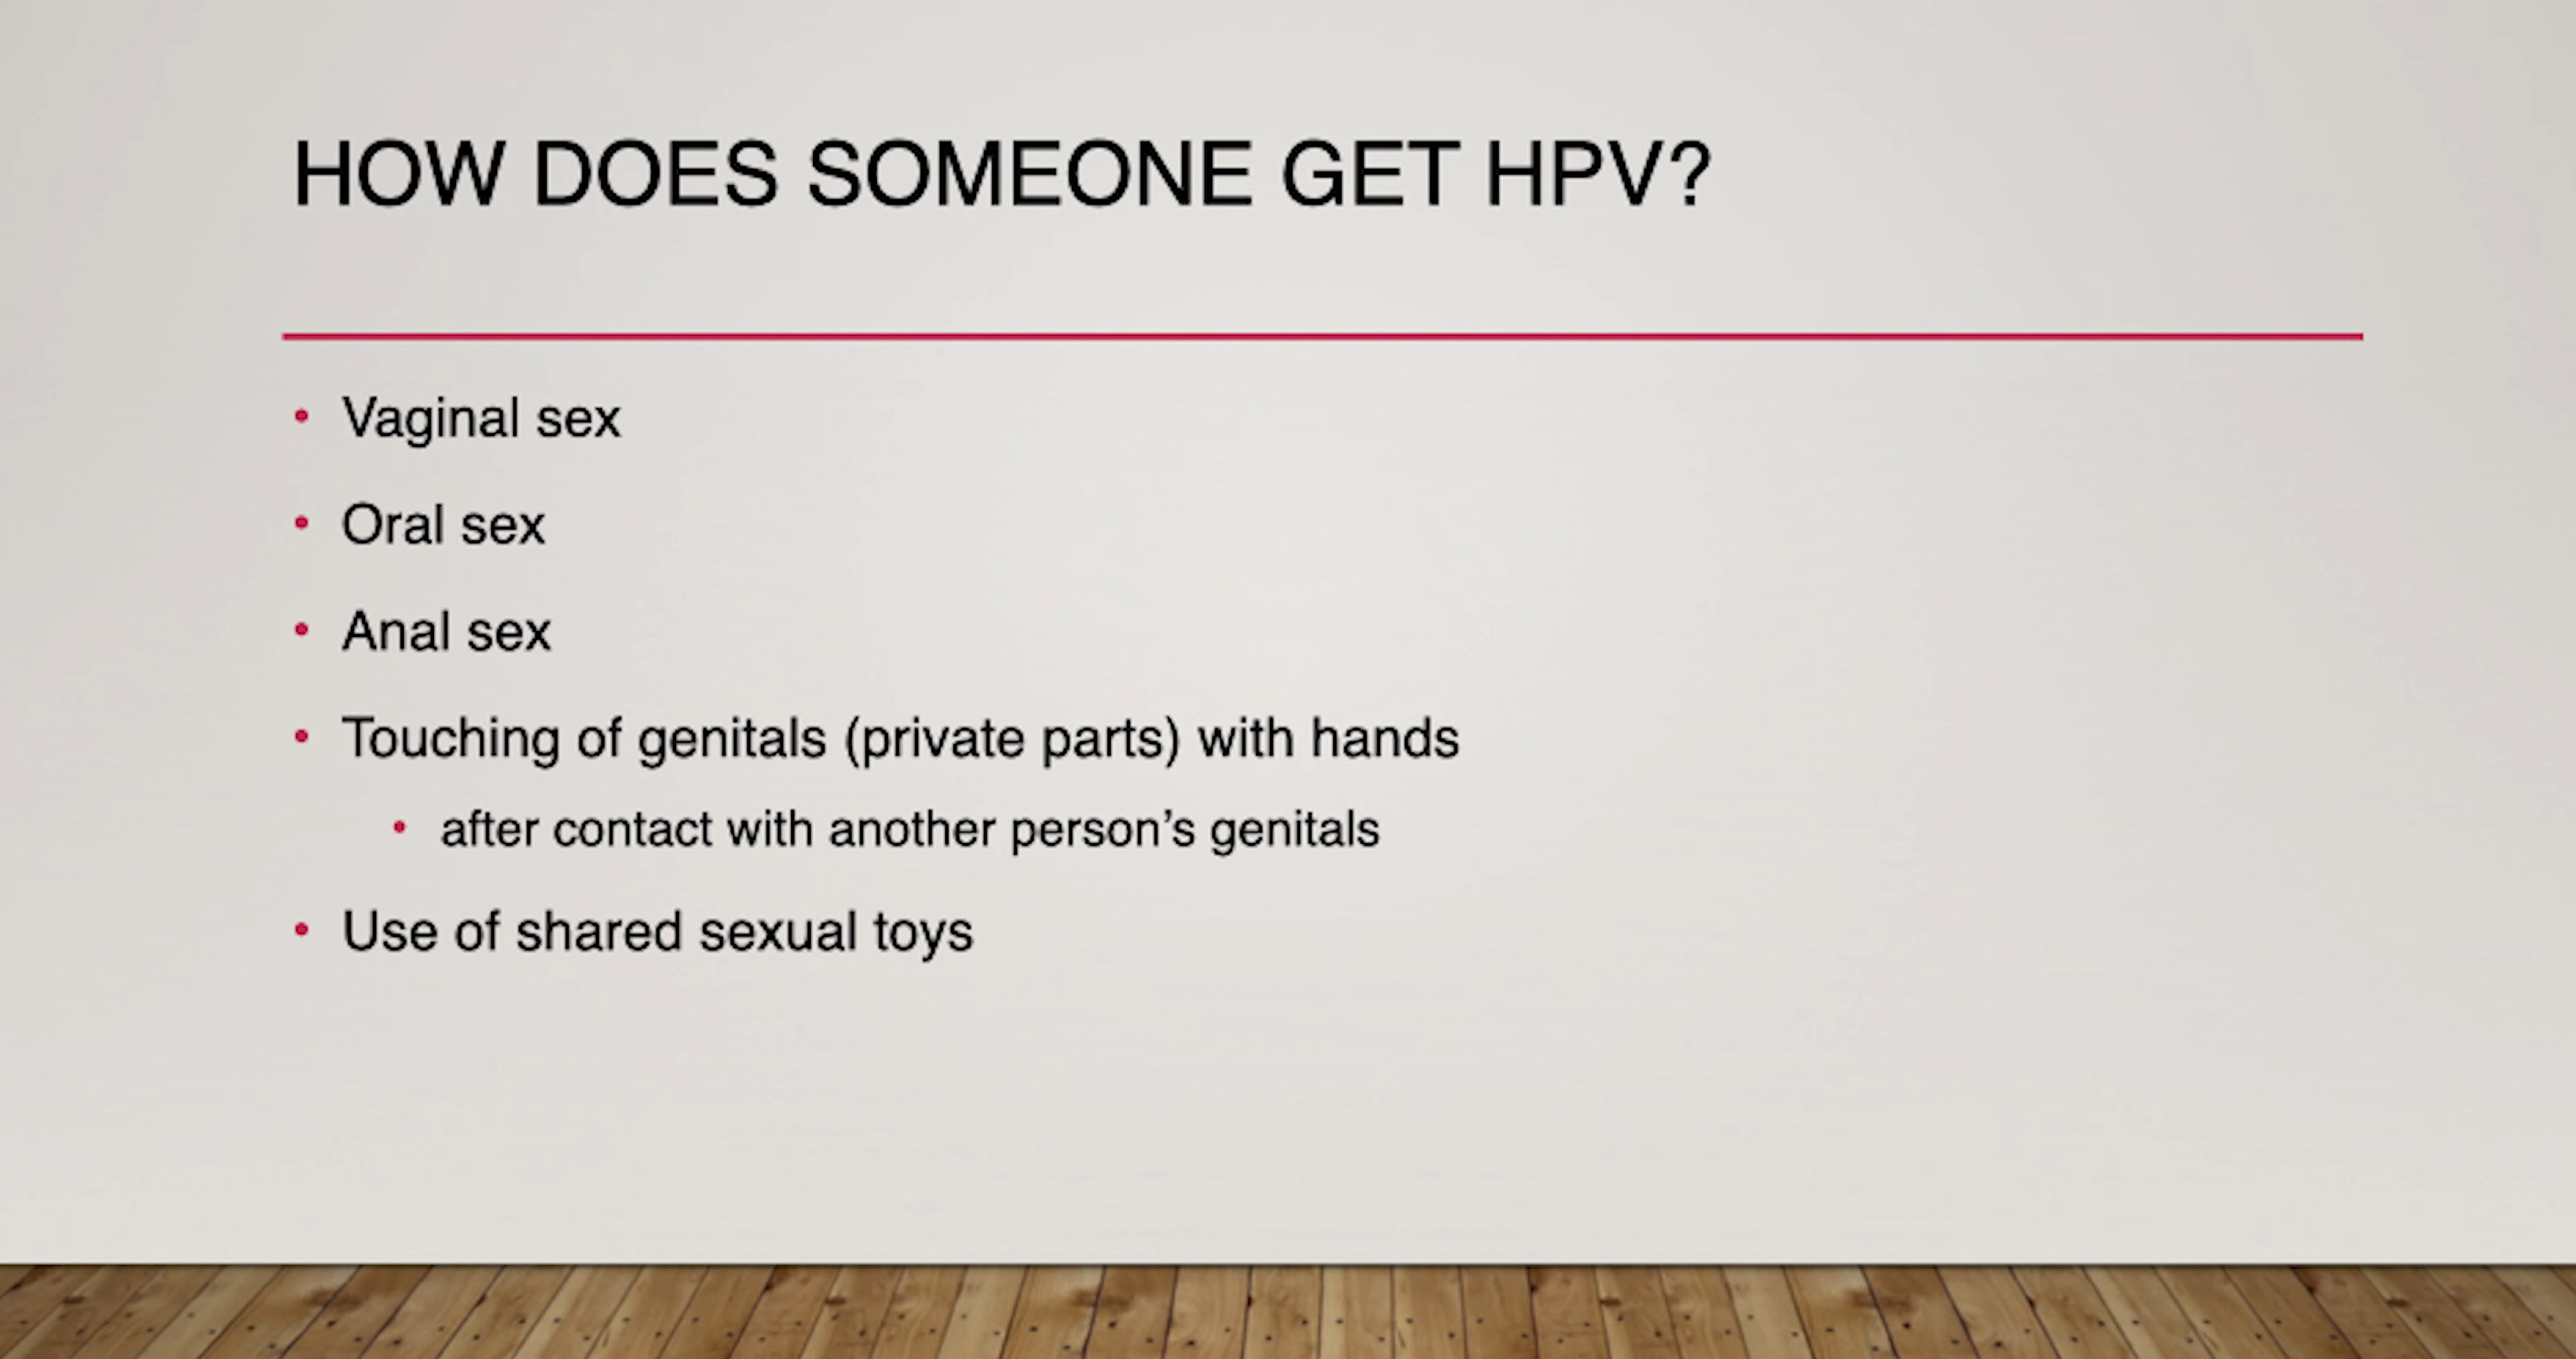 HOW DOES SOMEONE GET HPV?
• Vaginal sex
• Oral sex
• Anal sex
• Touching of genitals (private parts) with hands
• after contact with another person’s genitals
• Use of shared sexual toys